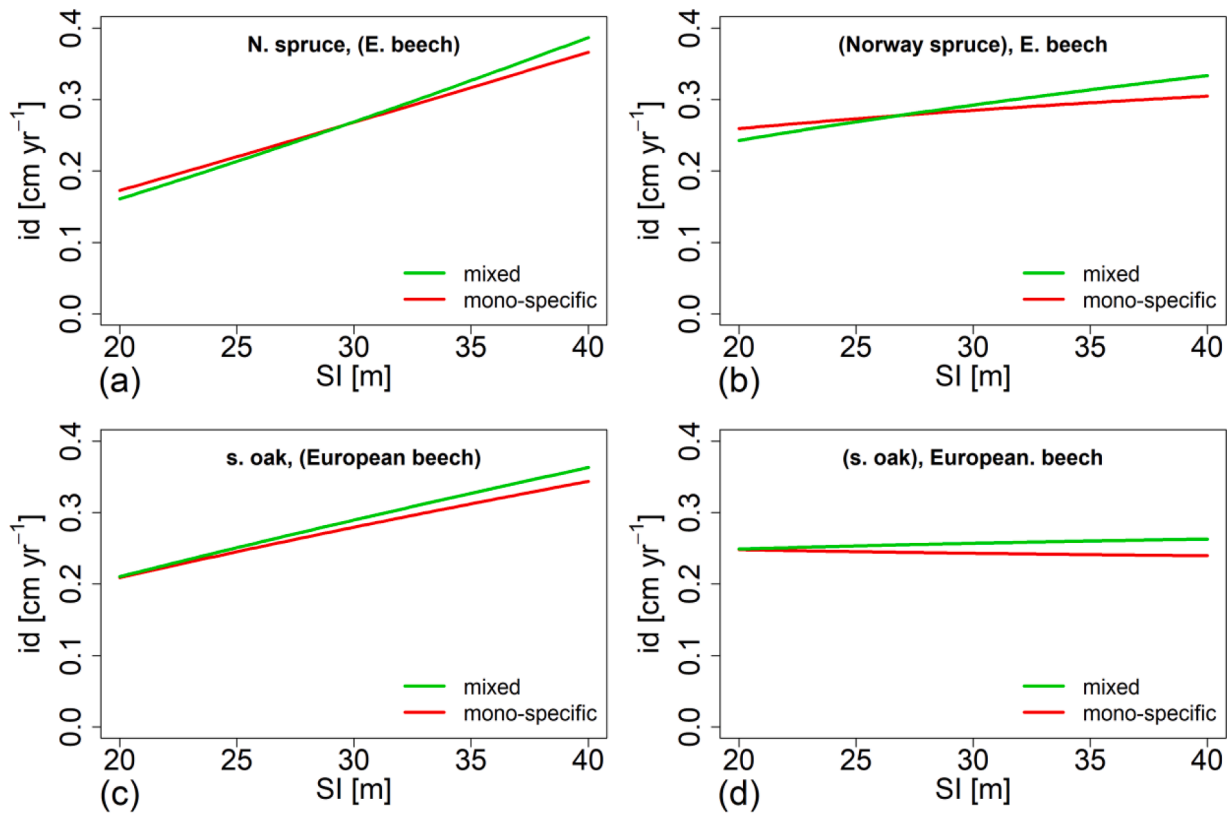 N. spruce, (E. beech)
id [cm yr⁻¹]
0.0 0.1 0.2 0.3 0.4
mixed
mono-specific
20 25 30 35 40
SI [m]
(a)
(Norway spruce), E. beech
id [cm yr⁻¹]
0.0 0.1 0.2 0.3 0.4
mixed
mono-specific
20 25 30 35 40
SI [m]
(b)
s. oak, (European beech)
id [cm yr⁻¹]
0.0 0.1 0.2 0.3 0.4
mixed
mono-specific
20 25 30 35 40
SI [m]
(c)
(s. oak), European. beech
id [cm yr⁻¹]
0.0 0.1 0.2 0.3 0.4
mixed
mono-specific
20 25 30 35 40
SI [m]
(d)